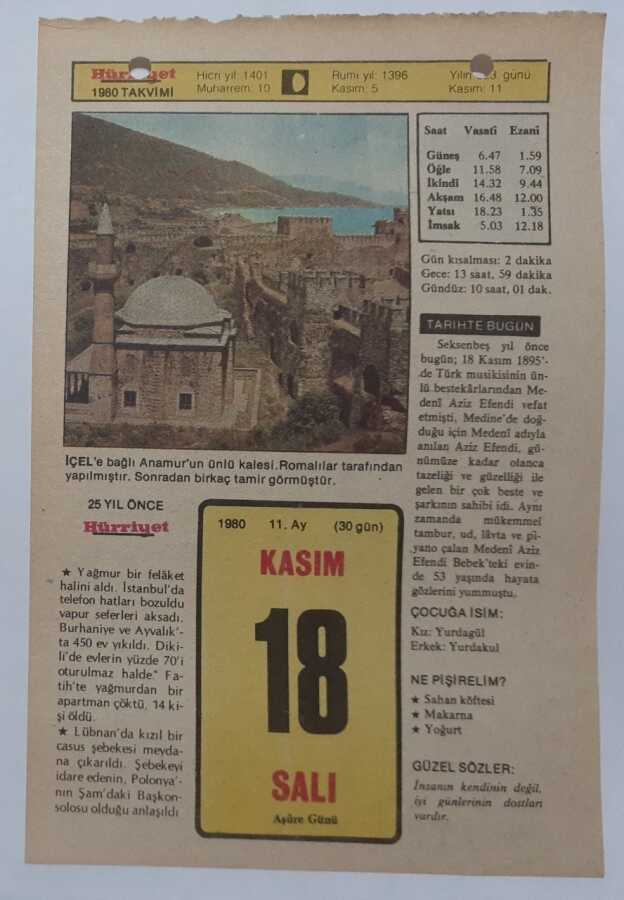 Hürriyet
1980 TAKVİMİ
Hicri yıl: 1401
Muharrem: 10
Rumi yıl: 1396
Kasım: 5
Yılın 3. günü
Kasım: 11
Saat Vasatî Ezanî
Güneş 6.47 1.59
Öğle 11.58 7.09
İkindi 14.32 9.44
Akşam 16.48 12.00
Yatsı 18.23 1.35
İmsak 5.03 12.18
Gün kısalması: 2 dakika
Gece: 13 saat, 59 dakika
Gündüz: 10 saat, 01 dak.
TARİHTE BUGÜN
Seksenbeş yıl önce
bugün; 18 Kasım 1895'-
de Türk musikisinin ün-
lü bestekârlarından Me-
denî Aziz Efendi vefat
etmişti. Medine'de doğ-
duğu için Medenî adıyla
anılan Aziz Efendi, gü-
nümüze kadar olanca
tazeliği ve güzelliği ile
gelen bir çok beste ve
şarkının sahibi idi. Aynı
zamanda mükemmel
tambur, ud, lâvta ve pi-
yano çalan Medenî Aziz
Efendi Bebek'teki evin-
de 53 yaşında hayata
gözlerini yummuştu.
ÇOCUĞA İSİM:
Kız: Yurdagül
Erkek: Yurdakul
NE PİŞİRELİM?
★ Sahan köftesi
★ Makarna
★ Yoğurt
GÜZEL SÖZLER:
İnsanın kendinin değil,
iyi günlerinin dostları
vardır.
İÇEL'e bağlı Anamur'un ünlü kalesi. Romalılar tarafından
yapılmıştır. Sonradan birkaç tamir görmüştür.
25 YIL ÖNCE
Hürriyet
★ Yağmur bir felâket
halini aldı. İstanbul'da
telefon hatları bozuldu
vapur seferleri aksadı.
Burhaniye ve Ayvalık'-
ta 450 ev yıkıldı. Diki-
li'de evlerin yüzde 70'i
oturulmaz halde." Fa-
tih'te yağmurdan bir
apartman çöktü, 14 ki-
şi öldü.
★ Lübnan'da kızıl bir
casus şebekesi meyda-
na çıkarıldı. Şebekeyi
idare edenin, Polonya'-
nın Şam'daki Başkon-
solosu olduğu anlaşıldı
1980 11. Ay (30 gün)
KASIM
18
SALI
Aşûre Günü